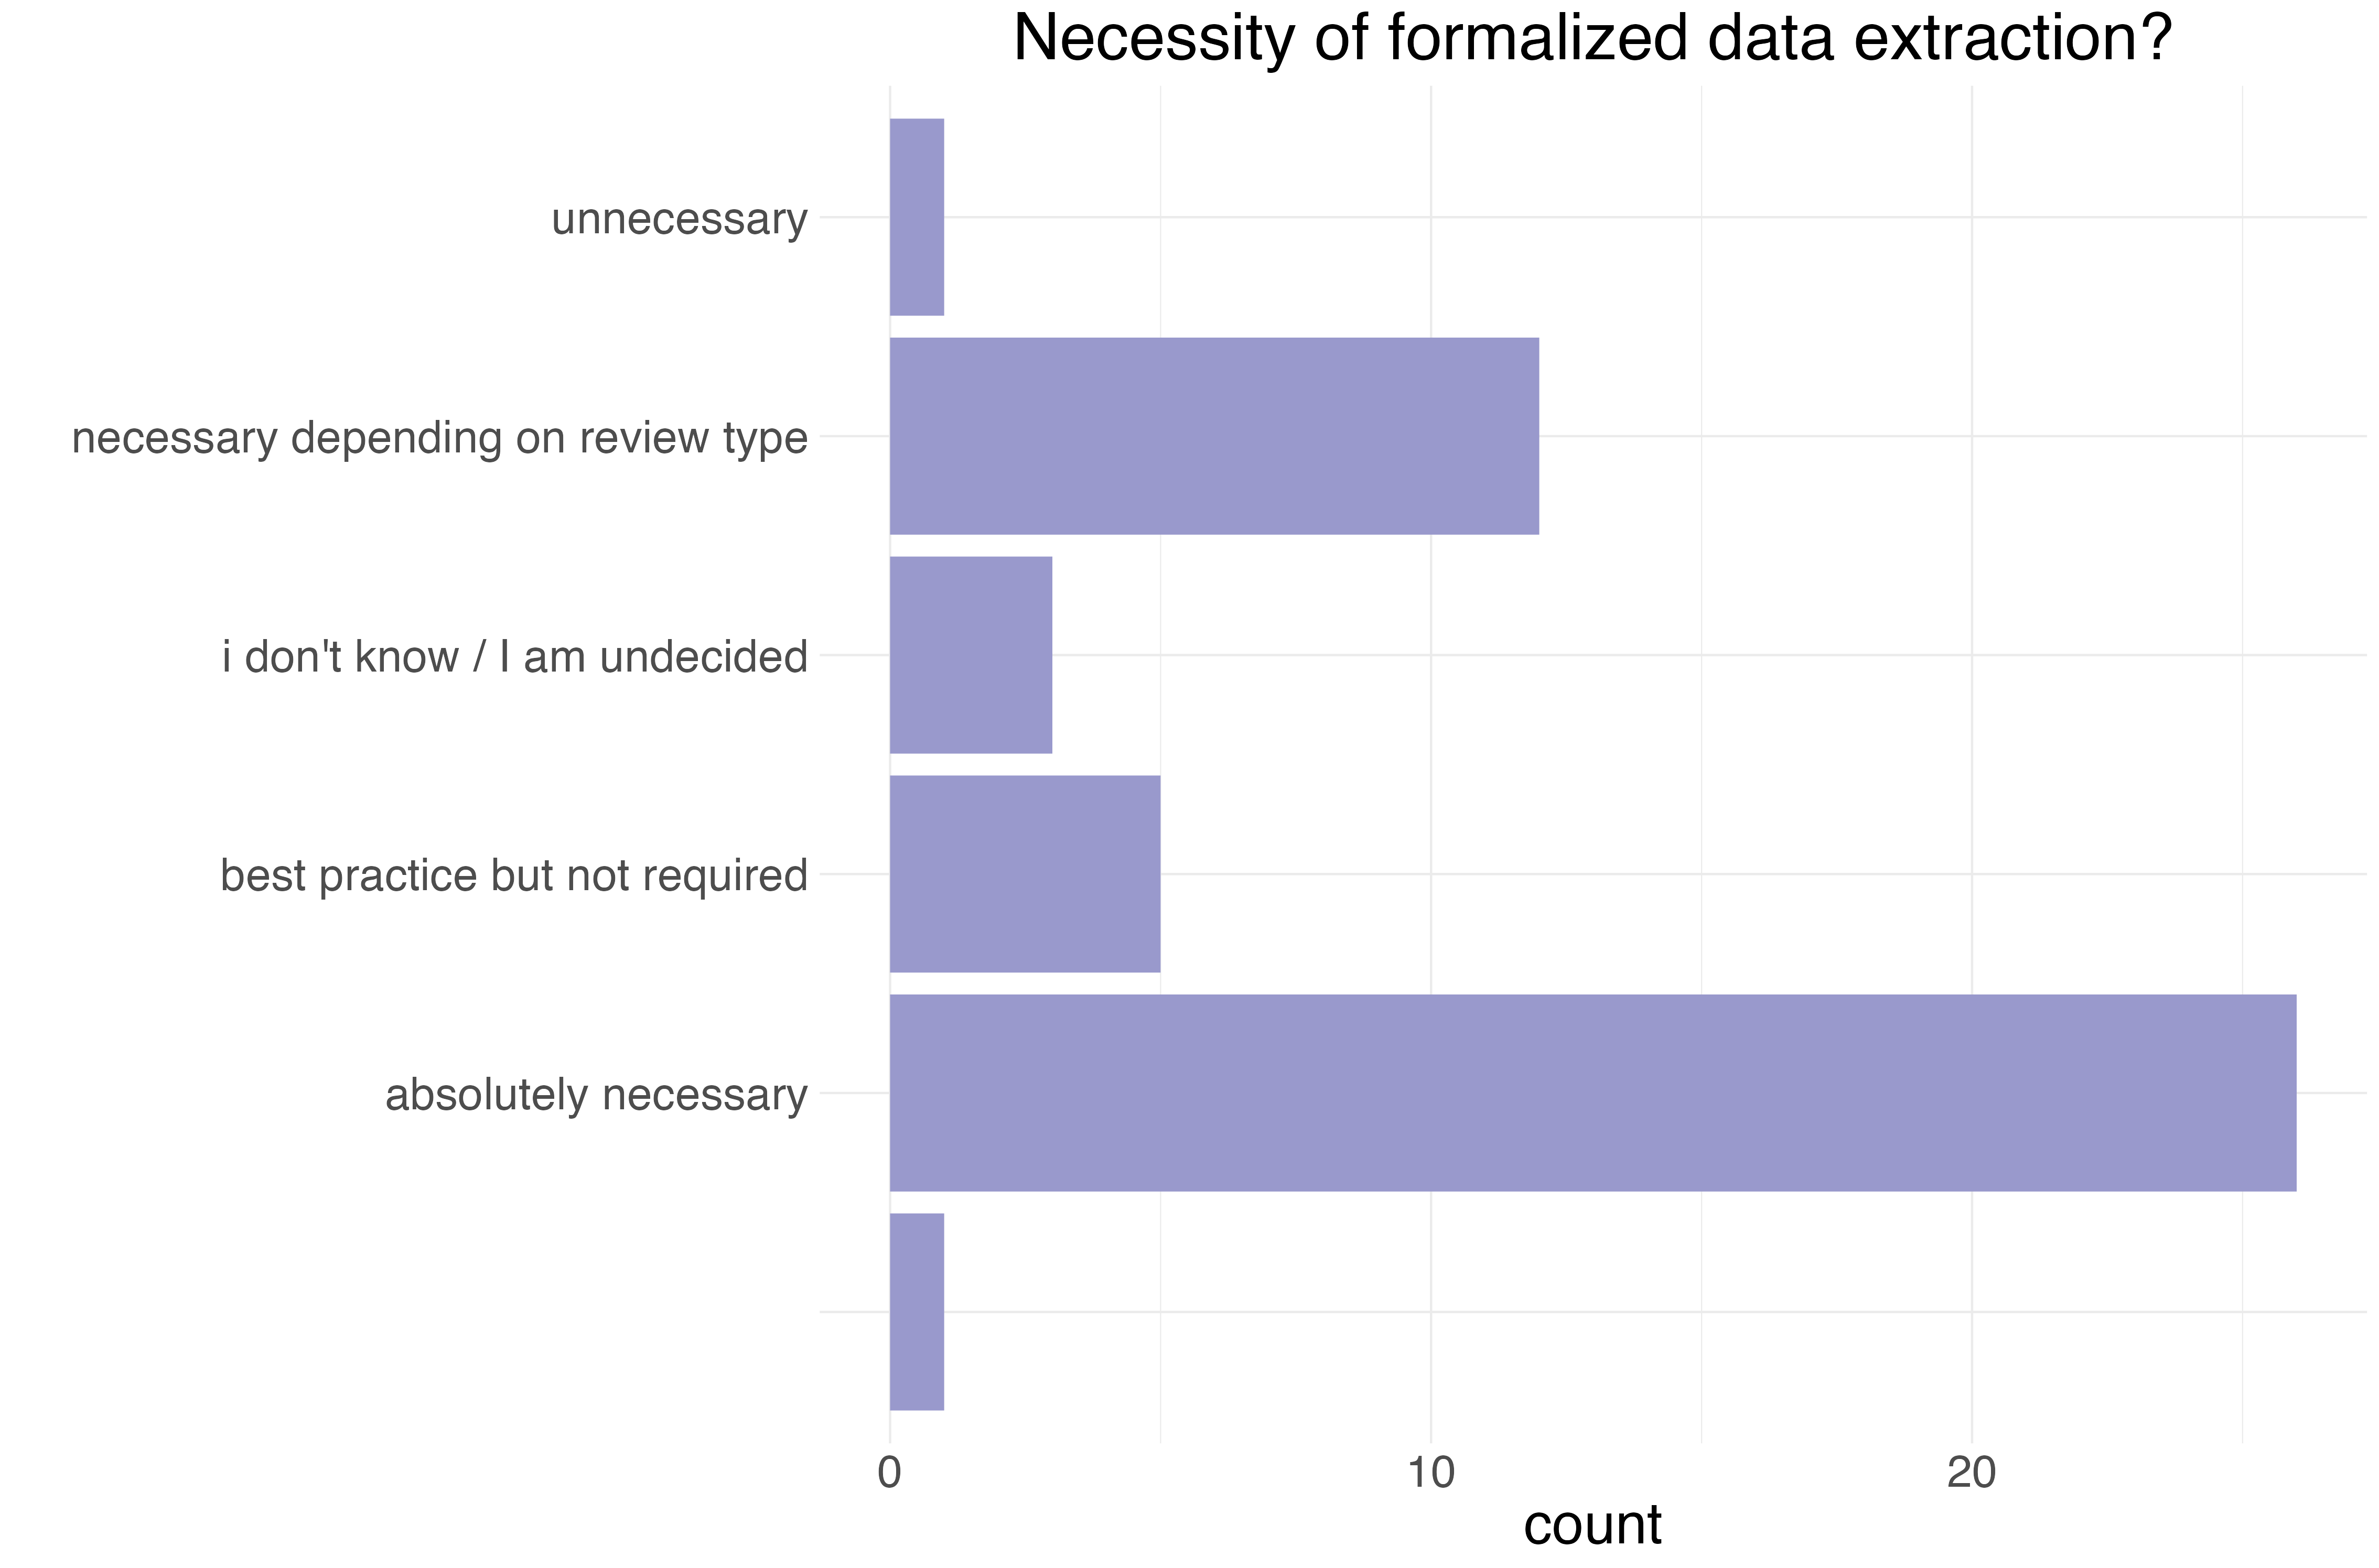 Necessity of formalized data extraction?
unnecessary
necessary depending on review type
i don't know / I am undecided
best practice but not required
absolutely necessary
0 10 20
count